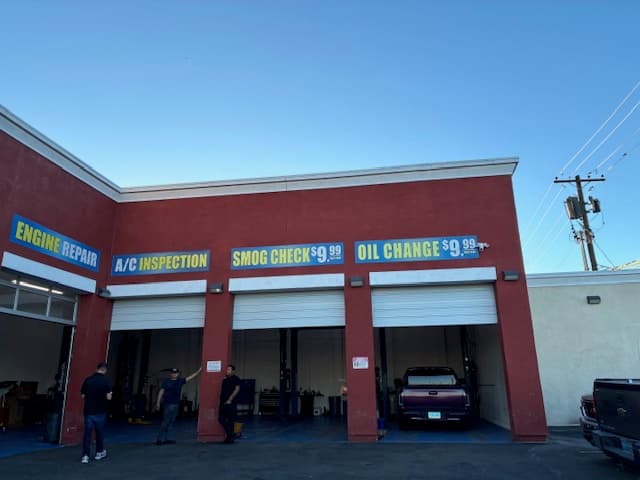 ENGINE REPAIR
A/C INSPECTION
SMOG CHECK $9.99
OIL CHANGE $9.99